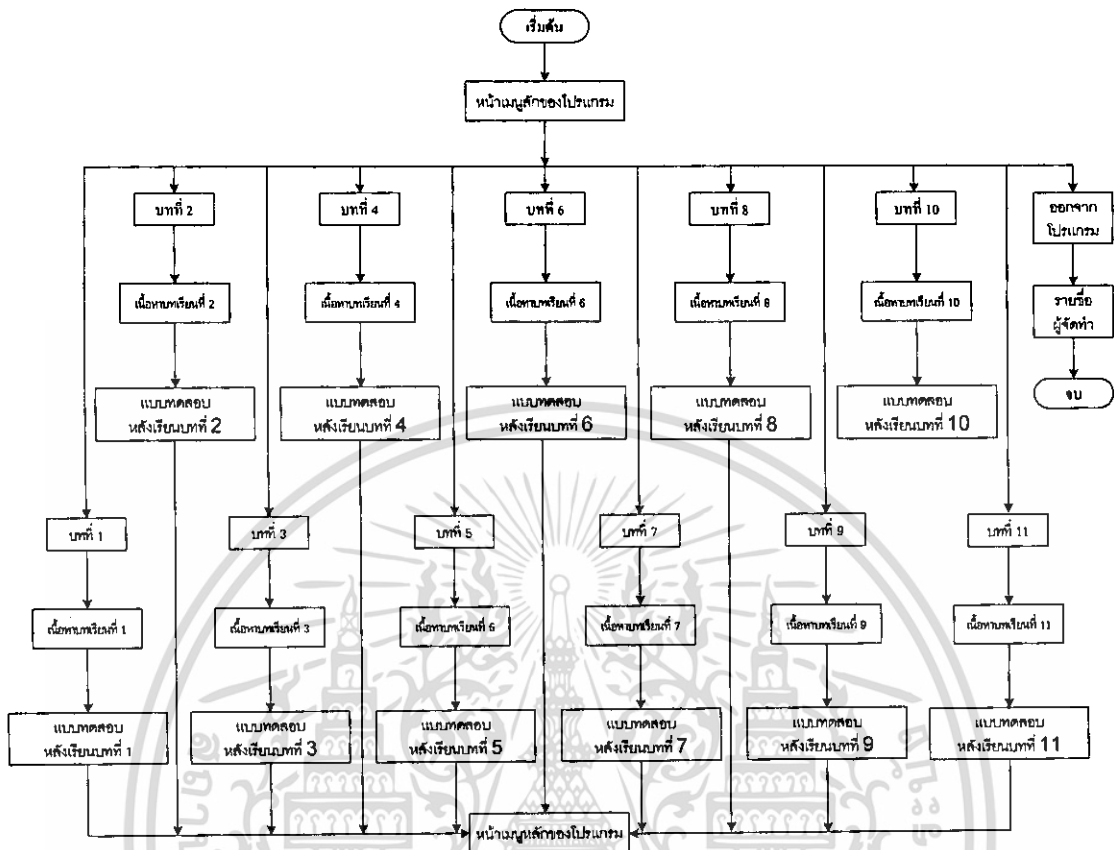 เริ่มต้น
หน้าเมนูลักของโปรแกรม
บทที่ 2
บทที่ 4
บทที่ 6
บทที่ 8
บทที่ 10
ออกจาก
โปรแกรม
เนื้อหาบทเรียนที่ 2
เนื้อหาบทเรียนที่ 4
เนื้อหาบทเรียนที่ 6
เนื้อหาบทเรียนที่ 8
เนื้อหาบทเรียนที่ 10
รายชื่อ
ผู้จัดทำ
แบบทดสอบ
หลังเรียนบทที่ 2
แบบทดสอบ
หลังเรียนบทที่ 4
แบบทดสอบ
หลังเรียนบทที่ 6
แบบทดสอบ
หลังเรียนบทที่ 8
แบบทดสอบ
หลังเรียนบทที่ 10
จบ
บทที่ 1
บทที่ 3
บทที่ 5
บทที่ 7
บทที่ 9
บทที่ 11
เนื้อหาบทเรียนที่ 1
เนื้อหาบทเรียนที่ 3
เนื้อหาบทเรียนที่ 5
เนื้อหาบทเรียนที่ 7
เนื้อหาบทเรียนที่ 9
เนื้อหาบทเรียนที่ 11
แบบทดสอบ
หลังเรียนบทที่ 1
แบบทดสอบ
หลังเรียนบทที่ 3
แบบทดสอบ
หลังเรียนบทที่ 5
แบบทดสอบ
หลังเรียนบทที่ 7
แบบทดสอบ
หลังเรียนบทที่ 9
แบบทดสอบ
หลังเรียนบทที่ 11
หน้าเมนูหลักของโปรแกรม